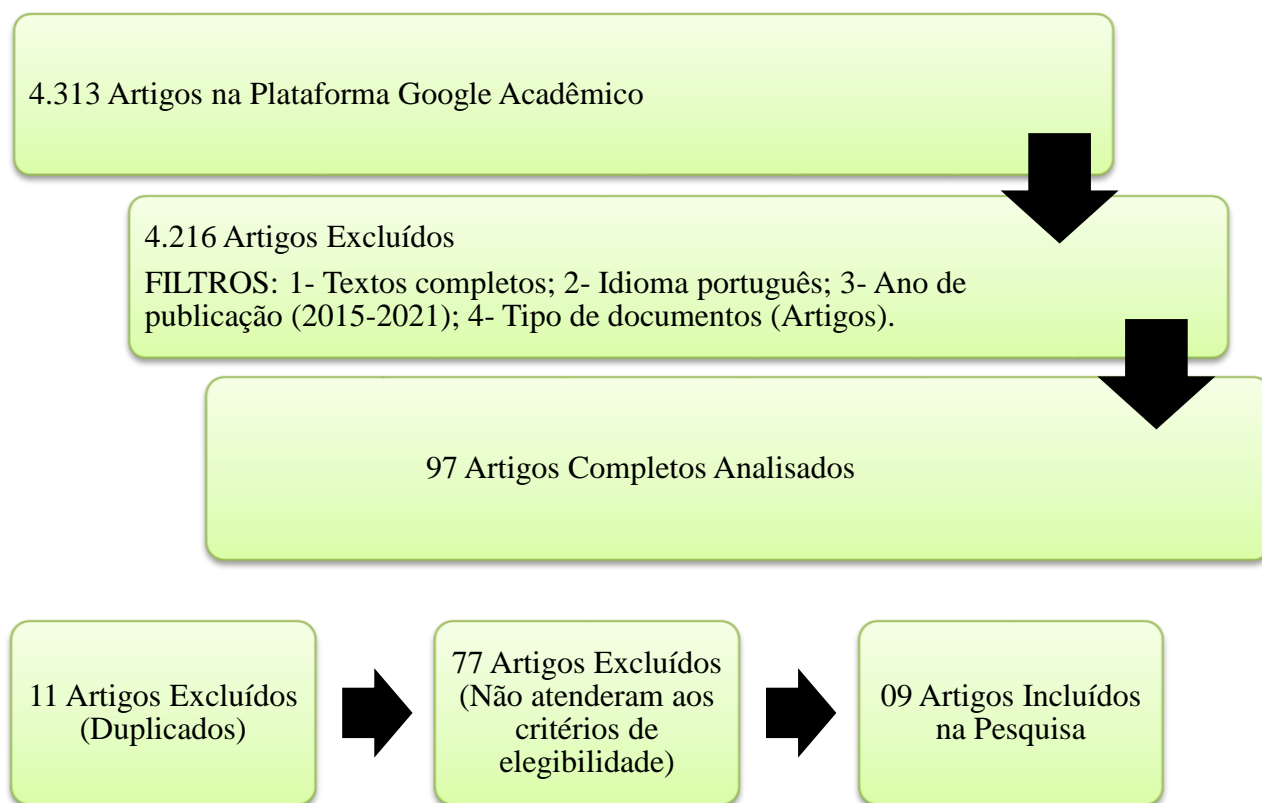 4.313 Artigos na Plataforma Google Acadêmico
4.216 Artigos Excluídos
FILTROS: 1- Textos completos; 2- Idioma português; 3- Ano de
publicação (2015-2021); 4- Tipo de documentos (Artigos).
97 Artigos Completos Analisados
11 Artigos Excluídos
(Duplicados)
77 Artigos Excluídos
(Não atenderam aos
critérios de
elegibilidade)
09 Artigos Incluídos
na Pesquisa